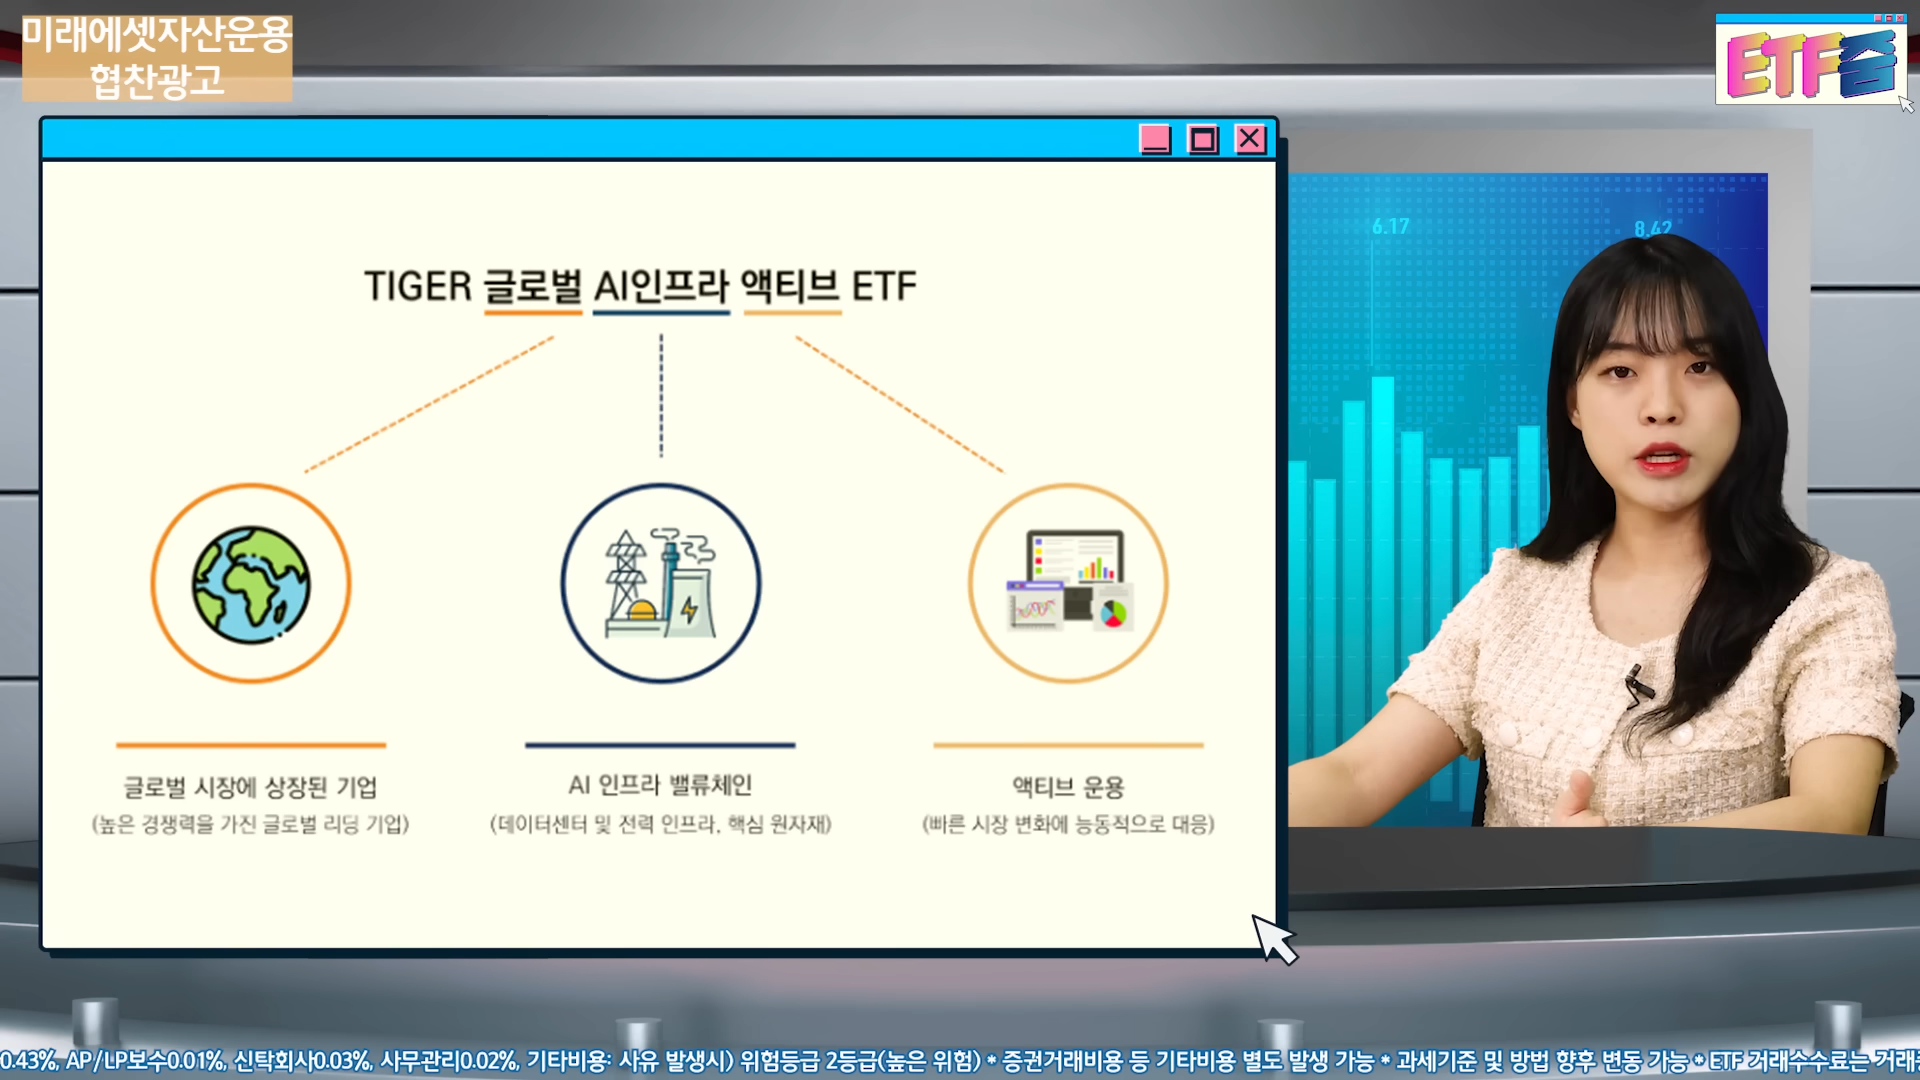 미래에셋자산운용
협찬광고
ETF줌
6.17
8.42
TIGER 글로벌 AI인프라 액티브 ETF
글로벌 시장에 상장된 기업
(높은 경쟁력을 가진 글로벌 리딩 기업)
AI 인프라 밸류체인
(데이터센터 및 전력 인프라, 핵심 원자재)
액티브 운용
(빠른 시장 변화에 능동적으로 대응)
0.43%, AP/LP보수0.01%, 신탁회사0.03%, 사무관리0.02%, 기타비용: 사유 발생시) 위험등급 2등급(높은 위험) * 증권거래비용 등 기타비용 별도 발생 가능 * 과세기준 및 방법 향후 변동 가능 * ETF 거래수수료는